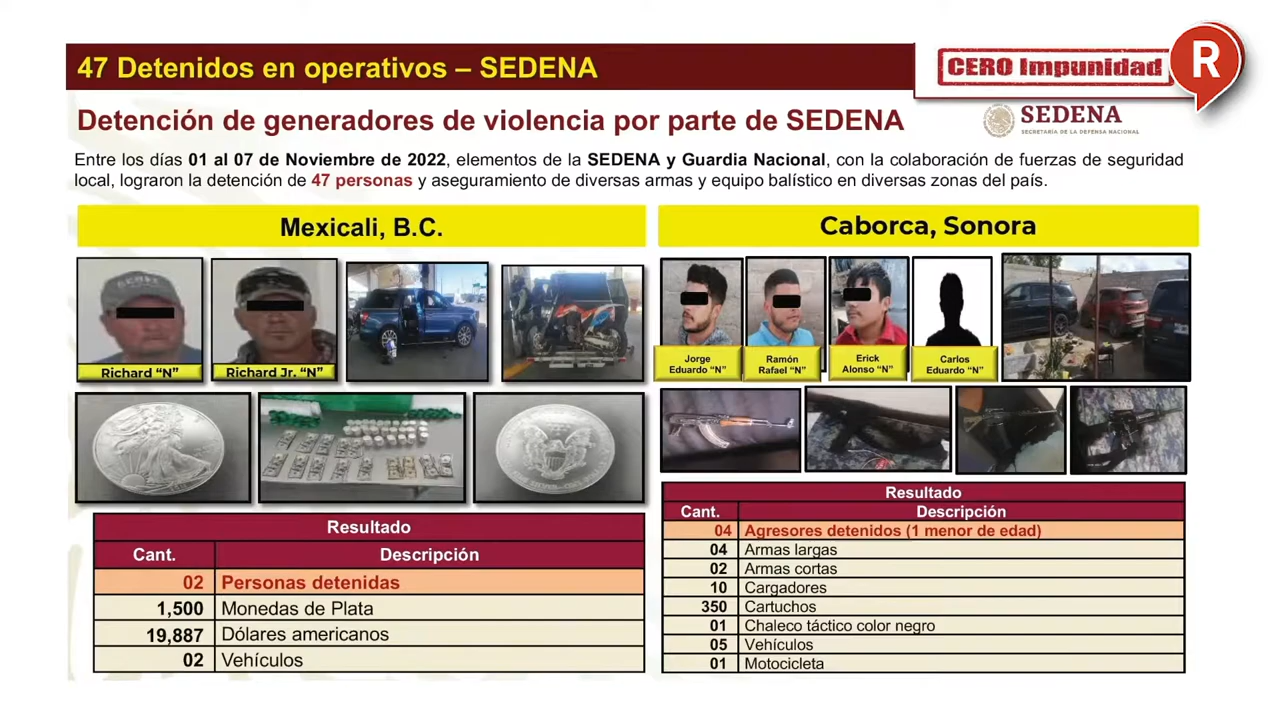 47 Detenidos en operativos – SEDENA
CERO Impunidad
R
Detención de generadores de violencia por parte de SEDENA
SEDENA
SECRETARÍA DE LA DEFENSA NACIONAL
Entre los días 01 al 07 de Noviembre de 2022, elementos de la SEDENA y Guardia Nacional, con la colaboración de fuerzas de seguridad
local, lograron la detención de 47 personas y aseguramiento de diversas armas y equipo balístico en diversas zonas del país.
Mexicali, B.C.
Richard “N”
Richard Jr. “N”
Resultado
Cant. Descripción
02 Personas detenidas
1,500 Monedas de Plata
19,887 Dólares americanos
02 Vehículos
Caborca, Sonora
Jorge
Eduardo “N”
Ramón
Rafael “N”
Erick
Alonso “N”
Carlos
Eduardo “N”
Resultado
Cant. Descripción
04 Agresores detenidos (1 menor de edad)
04 Armas largas
02 Armas cortas
10 Cargadores
350 Cartuchos
01 Chaleco táctico color negro
05 Vehículos
01 Motocicleta